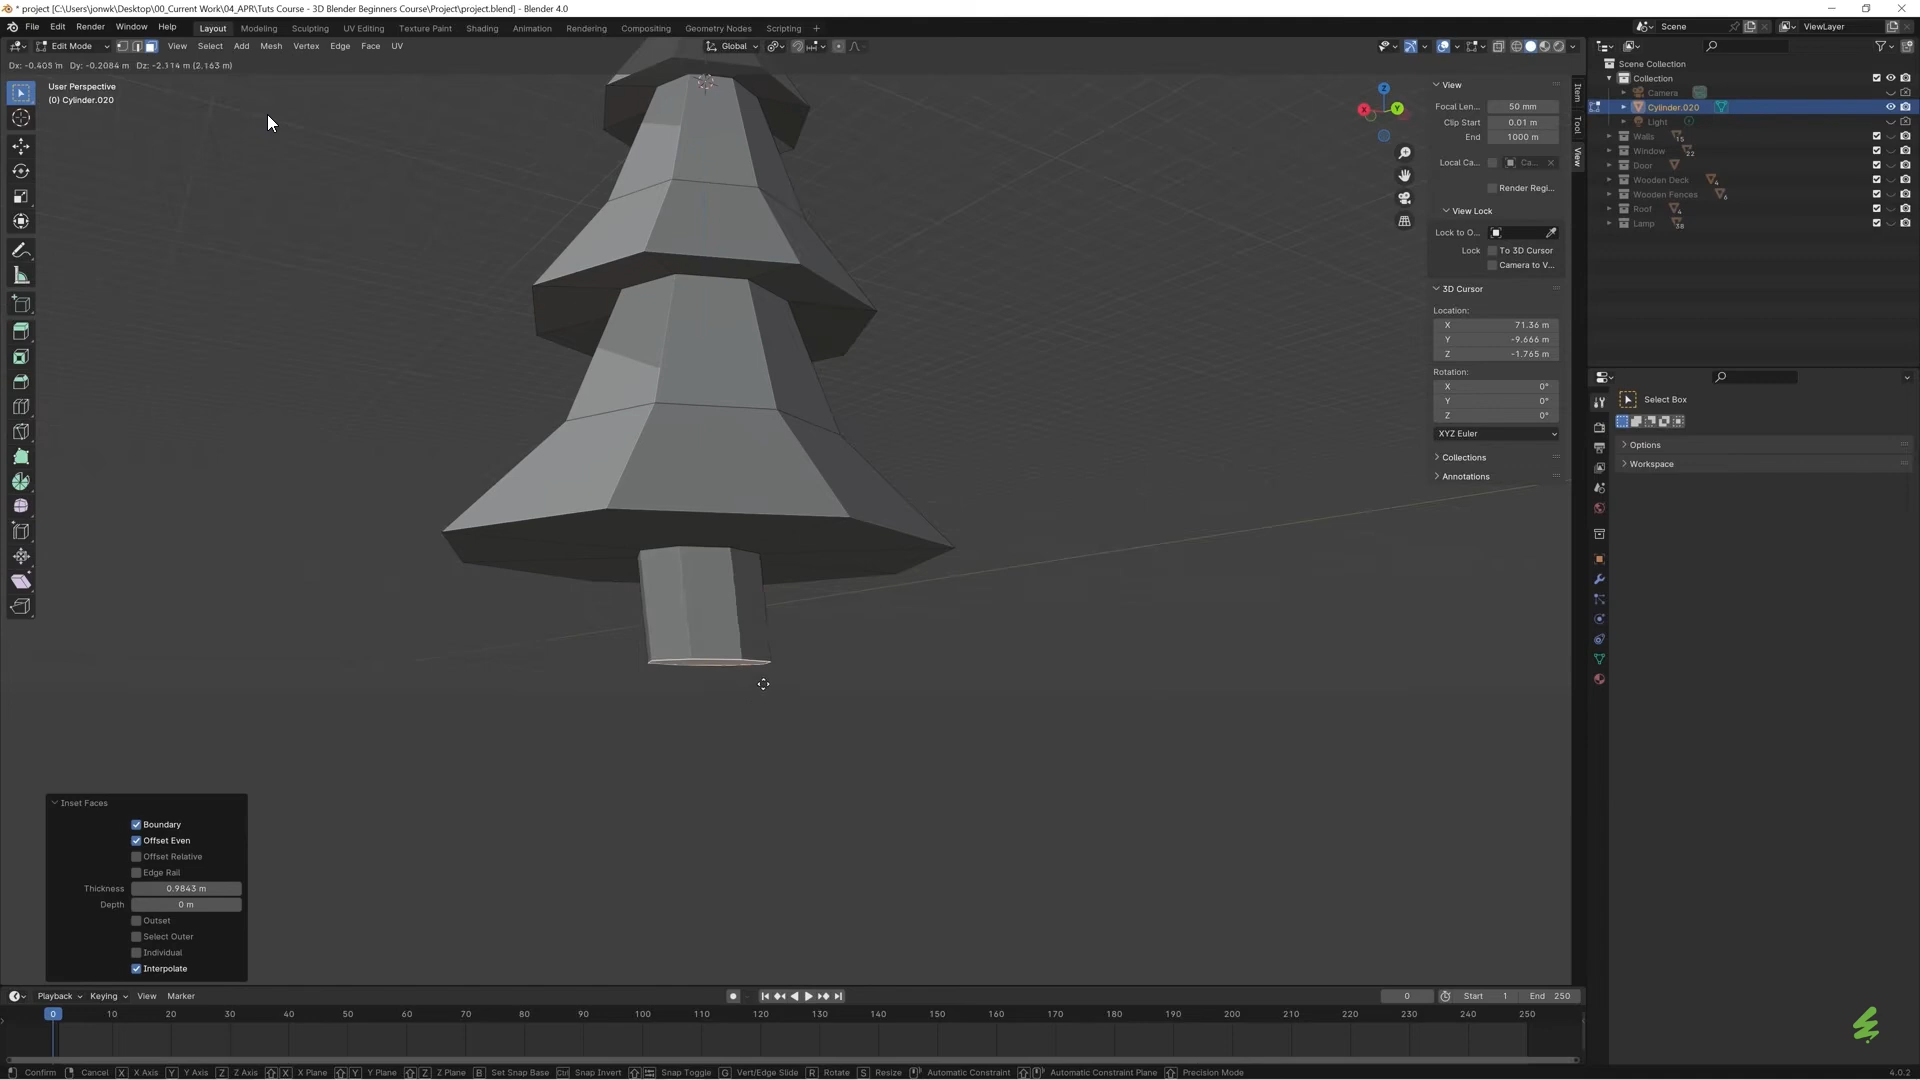 * project [C:\Users\jonwk\Desktop\00_Current Work\04_APR\Tuts Course - 3D Blender Beginners Course\Project\project.blend] - Blender 4.0
File Edit Render Window Help Layout Modeling Sculpting UV Editing Texture Paint Shading Animation Rendering Compositing Geometry Nodes Scripting + Scene ViewLayer
Edit Mode View Select Add Mesh Vertex Edge Face UV Global
Dx: -0.405 m Dy: -0.2084 m Dz: -2.114 m (2.163 m)
User Perspective
(0) Cylinder.020
Z
X
Y
View
Focal Len... 50 mm
Clip Start 0.01 m
End 1000 m
Local Ca... Ca...
Render Regi...
View Lock
Lock to O...
Lock To 3D Cursor
Camera to V...
3D Cursor
Location:
X 71.36 m
Y -9.666 m
Z -1.765 m
Rotation:
X 0°
Y 0°
Z 0°
XYZ Euler
Collections
Annotations
Item
Tool
View
Scene Collection
Collection
Camera
Cylinder.020
Light
Walls 15
Window 22
Door
Wooden Deck 4
Wooden Fences 6
Roof 4
Lamp 38
Select Box
Options
Workspace
Inset Faces
Boundary
Offset Even
Offset Relative
Edge Rail
Thickness 0.9843 m
Depth 0 m
Outset
Select Outer
Individual
Interpolate
Playback Keying View Marker 0 Start 1 End 250
0 10 20 30 40 50 60 70 80 90 100 110 120 130 140 150 160 170 180 190 200 210 220 230 240 250
Confirm Cancel X X Axis Y Y Axis Z Z Axis X X Plane Y Y Plane Z Z Plane B Set Snap Base Ctrl Snap Invert Snap Toggle G Vert/Edge Slide R Rotate S Resize Automatic Constraint Automatic Constraint Plane Precision Mode 4.0.2